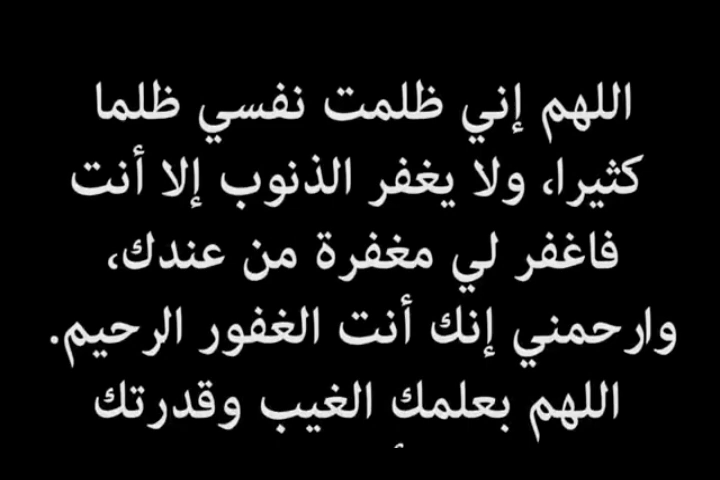 اللهم إني ظلمت نفسي ظلما
كثيرا، ولا يغفر الذنوب إلا أنت
فاغفر لي مغفرة من عندك،
وارحمني إنك أنت الغفور الرحيم.
اللهم بعلمك الغيب وقدرتك